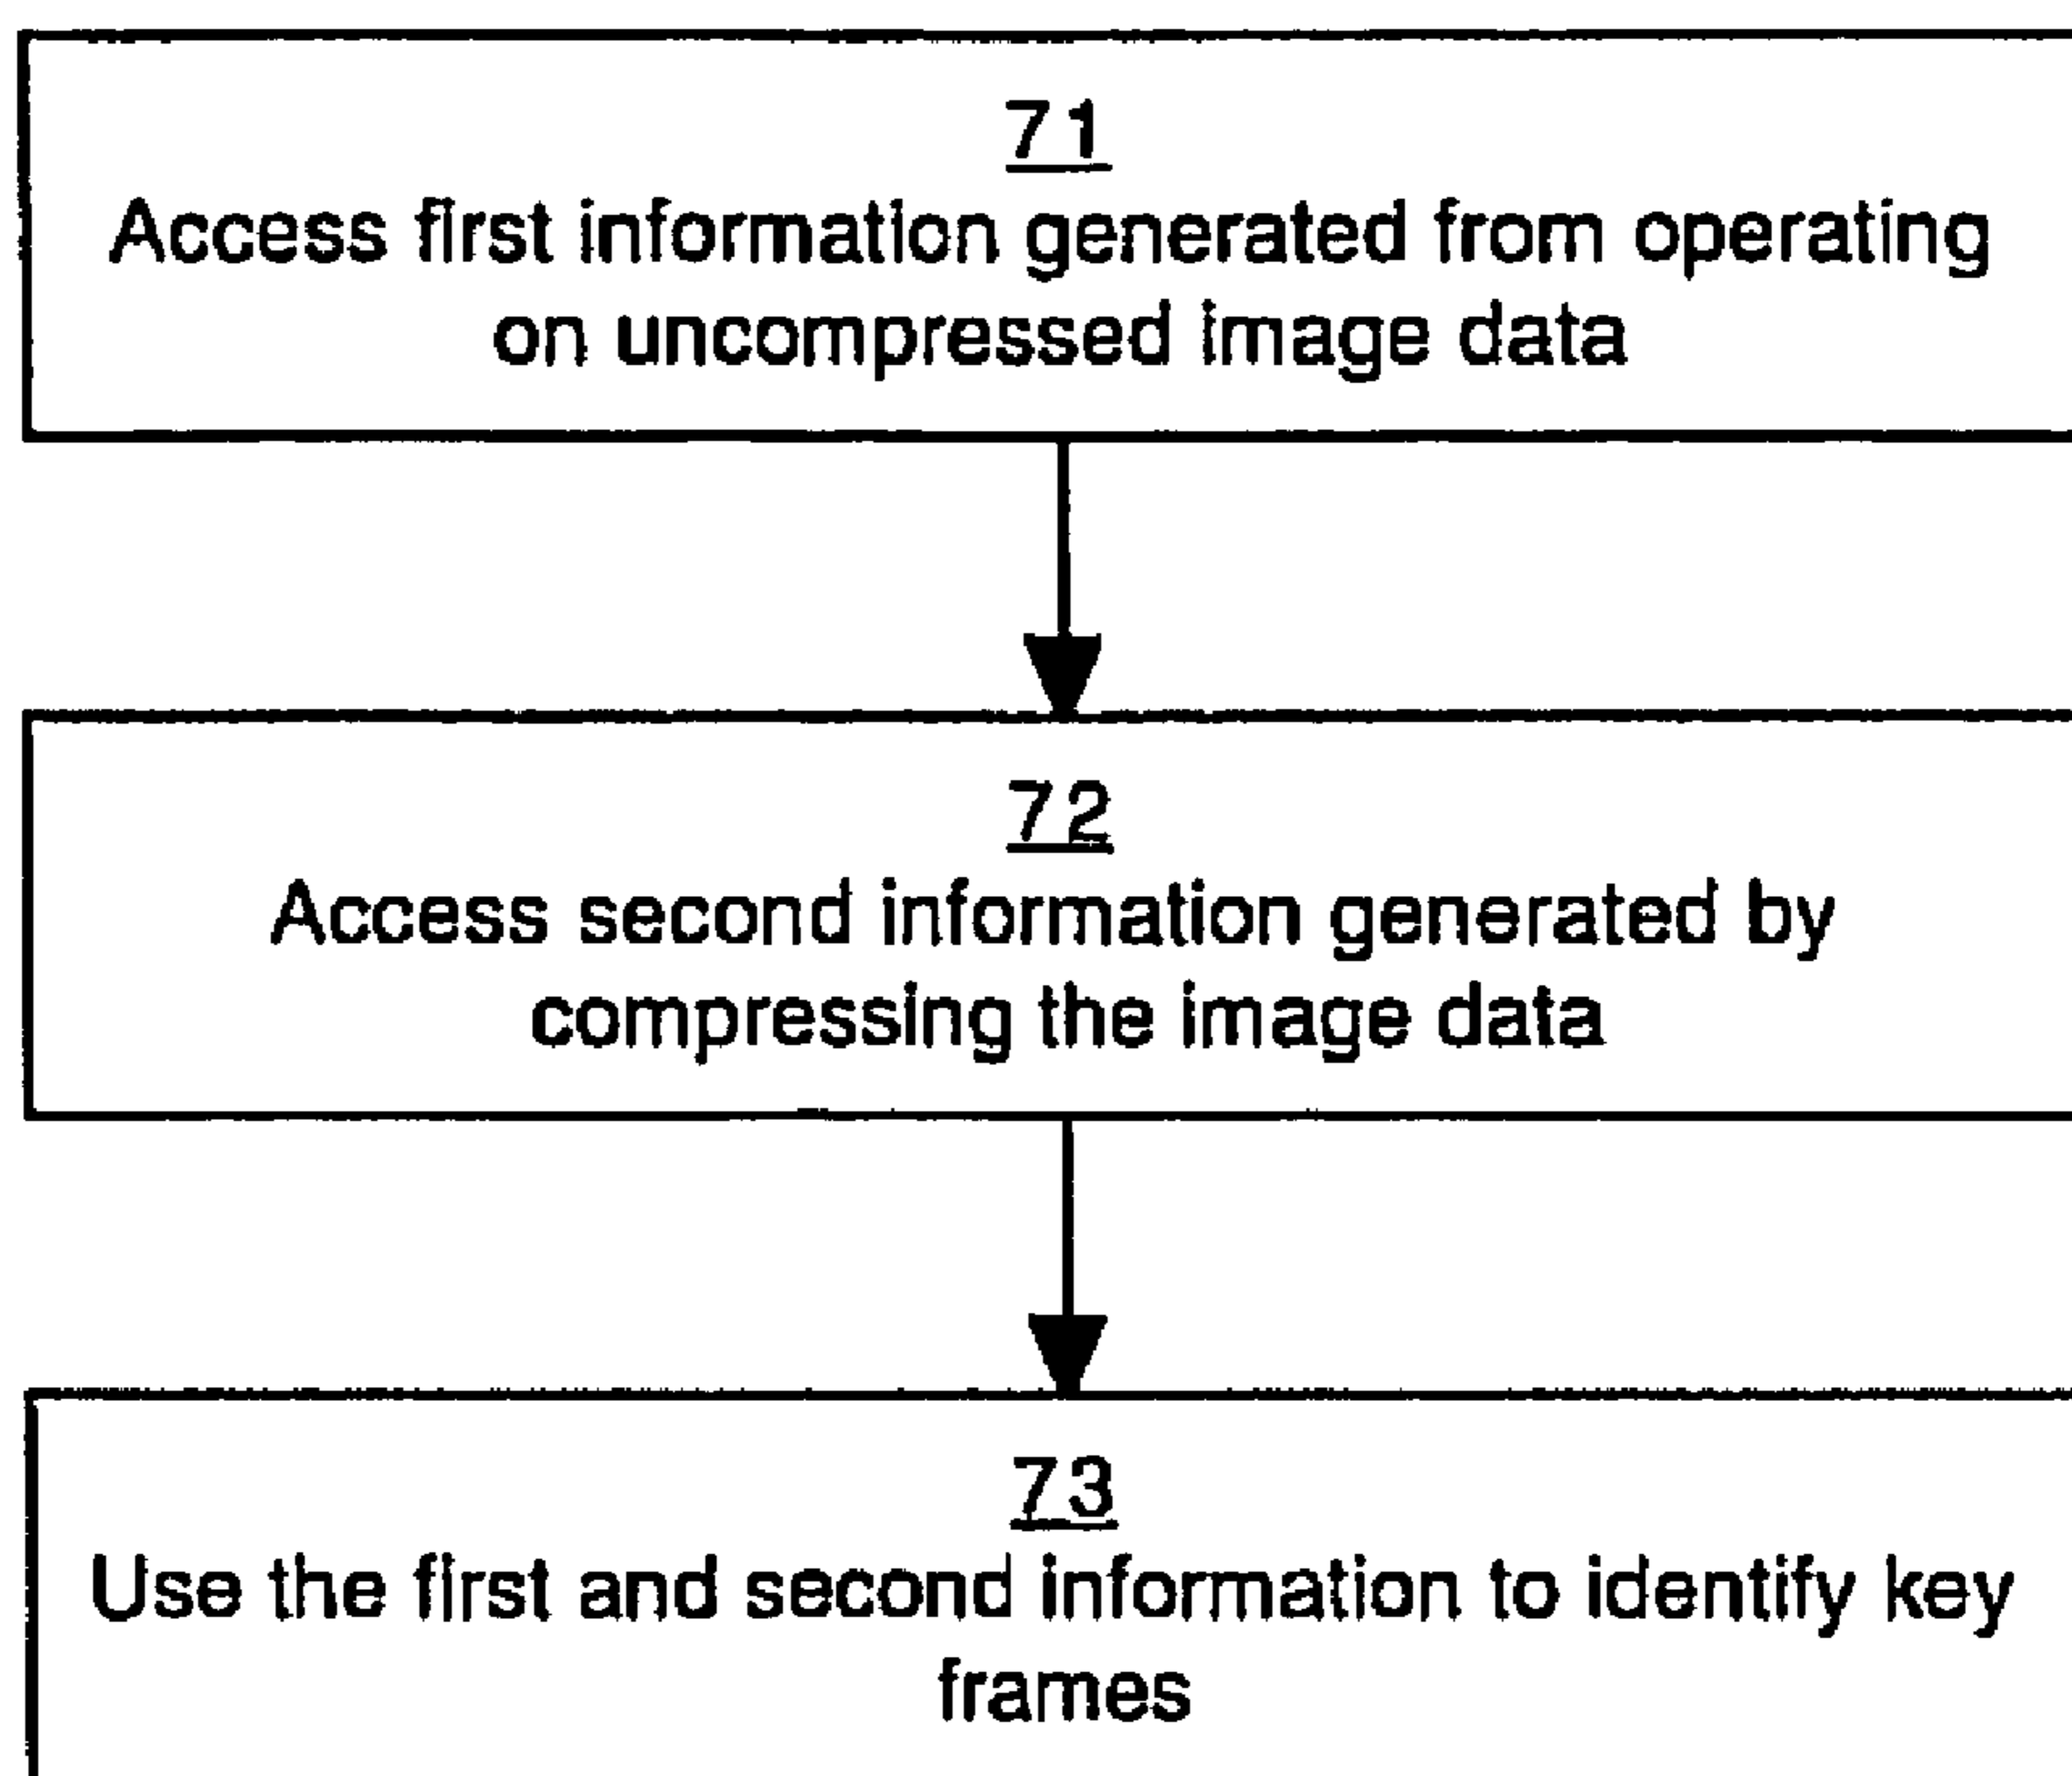 71
Access first information generated from operating
on uncompressed image data
72
Access second information generated by
compressing the image data
73
Use the first and second information to identify key
frames